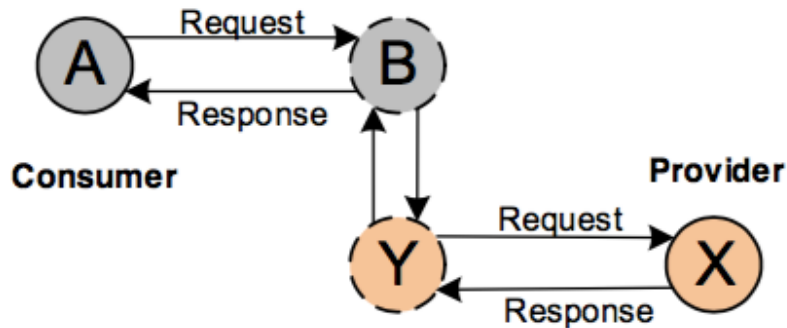 Request
A
B
Response
Consumer
Provider
Request
Y
X
Response